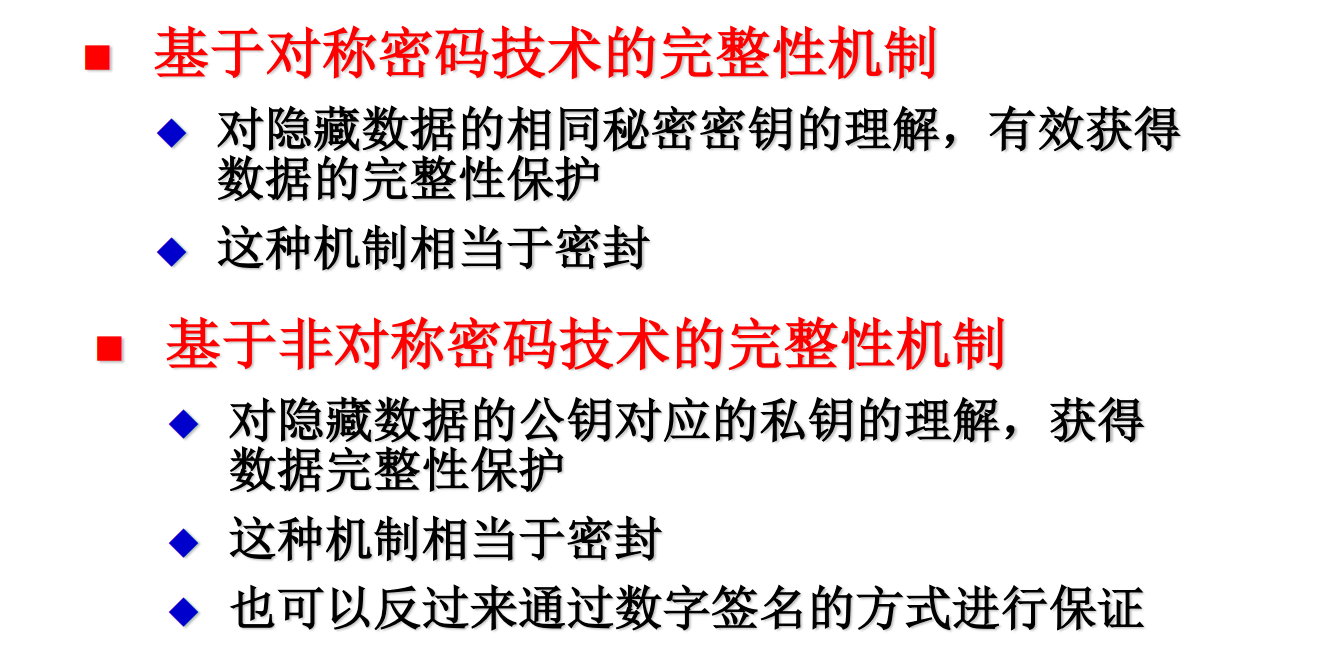 ■ 基于对称密码技术的完整性机制
◆ 对隐藏数据的相同秘密密钥的理解，有效获得
数据的完整性保护
◆ 这种机制相当于密封
■ 基于非对称密码技术的完整性机制
◆ 对隐藏数据的公钥对应的私钥的理解，获得
数据完整性保护
◆ 这种机制相当于密封
◆ 也可以反过来通过数字签名的方式进行保证